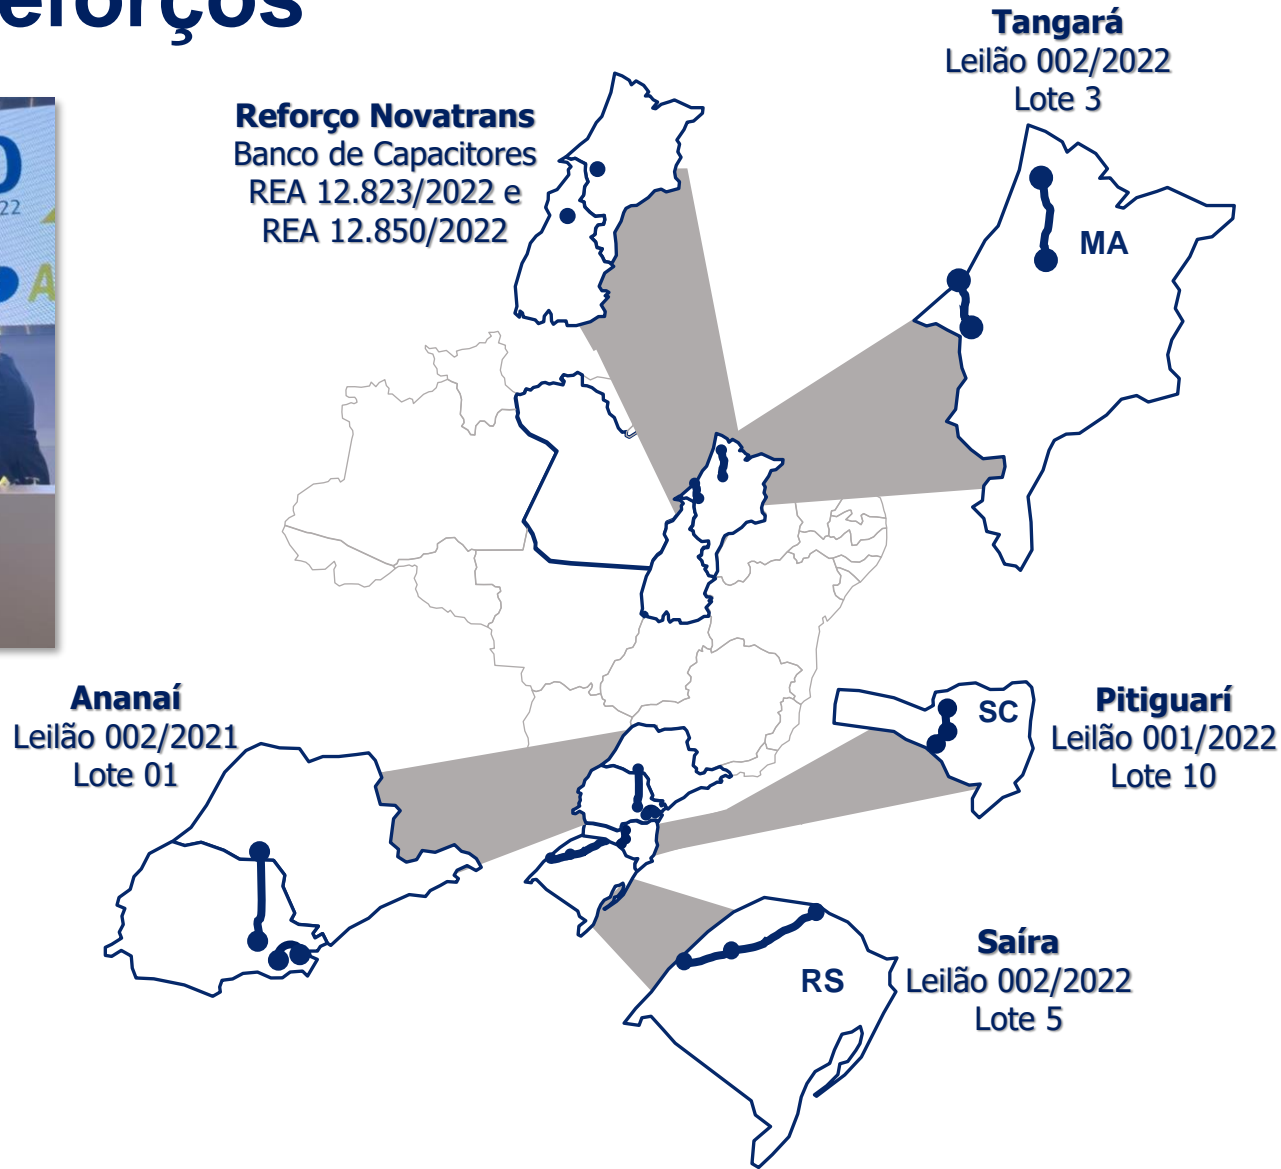 eforços
Tangará
Leilão 002/2022
Lote 3
Reforço Novatrans
Banco de Capacitores
REA 12.823/2022 e
REA 12.850/2022
22
A
MA
Ananaí
Leilão 002/2021
Lote 01
SC
Pitiguarí
Leilão 001/2022
Lote 10
RS
Saíra
Leilão 002/2022
Lote 5